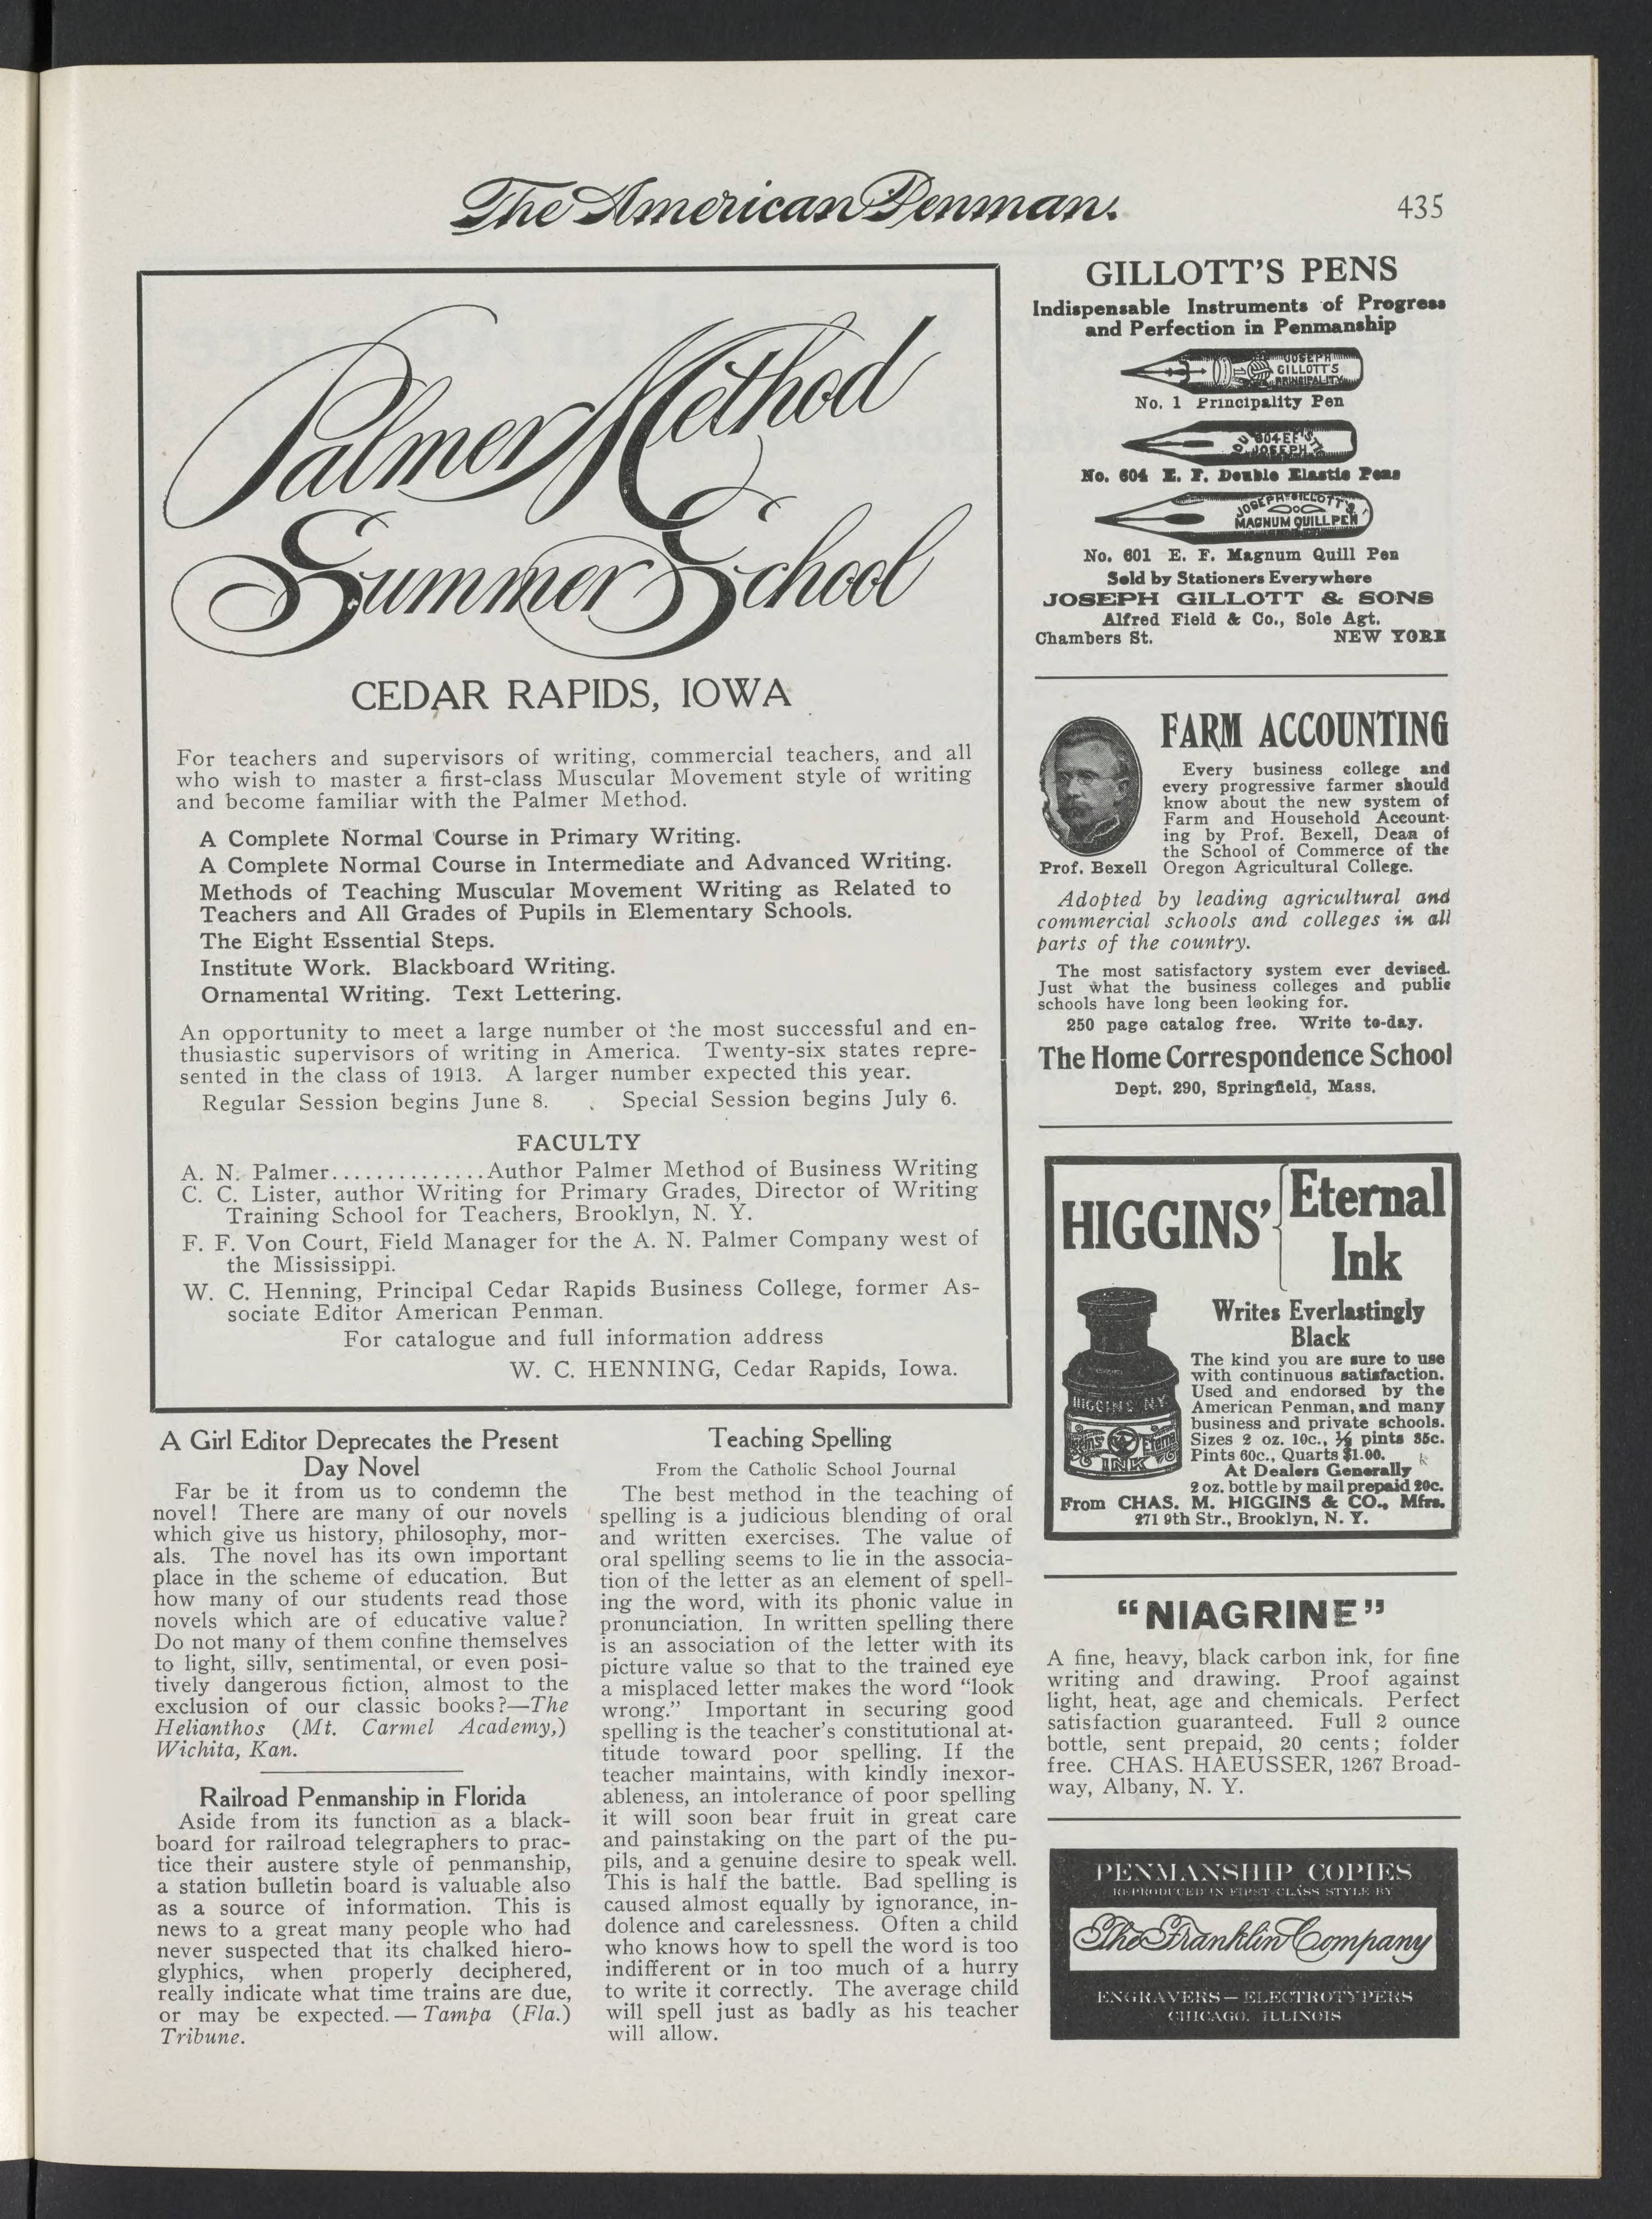 The American Penman.
435
Palmer Method
Summer School
CEDAR RAPIDS, IOWA
For teachers and supervisors of writing, commercial teachers, and all
who wish to master a first-class Muscular Movement style of writing
and become familiar with the Palmer Method.
A Complete Normal Course in Primary Writing.
A Complete Normal Course in Intermediate and Advanced Writing.
Methods of Teaching Muscular Movement Writing as Related to
Teachers and All Grades of Pupils in Elementary Schools.
The Eight Essential Steps.
Institute Work. Blackboard Writing.
Ornamental Writing. Text Lettering.
An opportunity to meet a large number of the most successful and en-
thusiastic supervisors of writing in America. Twenty-six states repre-
sented in the class of 1913. A larger number expected this year.
Regular Session begins June 8. Special Session begins July 6.
FACULTY
A. N. Palmer..............Author Palmer Method of Business Writing
C. C. Lister, author Writing for Primary Grades, Director of Writing
Training School for Teachers, Brooklyn, N. Y.
F. F. Von Court, Field Manager for the A. N. Palmer Company west of
the Mississippi.
W. C. Henning, Principal Cedar Rapids Business College, former As-
sociate Editor American Penman.
For catalogue and full information address
W. C. HENNING, Cedar Rapids, Iowa.
A Girl Editor Deprecates the Present
Day Novel
Far be it from us to condemn the
novel! There are many of our novels
which give us history, philosophy, mor-
als. The novel has its own important
place in the scheme of education. But
how many of our students read those
novels which are of educative value?
Do not many of them confine themselves
to light, silly, sentimental, or even posi-
tively dangerous fiction, almost to the
exclusion of our classic books?—The
Helianthos (Mt. Carmel Academy,)
Wichita, Kan.
Railroad Penmanship in Florida
Aside from its function as a black-
board for railroad telegraphers to prac-
tice their austere style of penmanship,
a station bulletin board is valuable also
as a source of information. This is
news to a great many people who had
never suspected that its chalked hiero-
glyphics, when properly deciphered,
really indicate what time trains are due,
or may be expected. — Tampa (Fla.)
Tribune.
Teaching Spelling
From the Catholic School Journal
The best method in the teaching of
spelling is a judicious blending of oral
and written exercises. The value of
oral spelling seems to lie in the associa-
tion of the letter as an element of spell-
ing the word, with its phonic value in
pronunciation. In written spelling there
is an association of the letter with its
picture value so that to the trained eye
a misplaced letter makes the word "look
wrong." Important in securing good
spelling is the teacher's constitutional at-
titude toward poor spelling. If the
teacher maintains, with kindly inexor-
ableness, an intolerance of poor spelling
it will soon bear fruit in great care
and painstaking on the part of the pu-
pils, and a genuine desire to speak well.
This is half the battle. Bad spelling is
caused almost equally by ignorance, in-
dolence and carelessness. Often a child
who knows how to spell the word is too
indifferent or in too much of a hurry
to write it correctly. The average child
will spell just as badly as his teacher
will allow.
GILLOTT'S PENS
Indispensable Instruments of Progress
and Perfection in Penmanship
JOSEPH
GILLOTT'S
PRINCIPALITY
No. 1 Principality Pen
604 EF
JOSEPH
No. 604 E. F. Double Elastic Pens
JOSEPH GILLOTT'S
MAGNUM QUILL PEN
No. 601 E. F. Magnum Quill Pen
Sold by Stationers Everywhere
JOSEPH GILLOTT & SONS
Alfred Field & Co., Sole Agt.
Chambers St. NEW YORK
FARM ACCOUNTING
Every business college and
every progressive farmer should
know about the new system of
Farm and Household Account-
ing by Prof. Bexell, Dean of
the School of Commerce of the
Oregon Agricultural College.
Prof. Bexell
Adopted by leading agricultural and
commercial schools and colleges in all
parts of the country.
The most satisfactory system ever devised.
Just what the business colleges and public
schools have long been looking for.
250 page catalog free. Write to-day.
The Home Correspondence School
Dept. 290, Springfield, Mass.
HIGGINS' Eternal
Ink
Writes Everlastingly
Black
The kind you are sure to use
with continuous satisfaction.
Used and endorsed by the
American Penman, and many
business and private schools.
Sizes 2 oz. 10c., ½ pints 35c.
Pints 60c., Quarts $1.00.
At Dealers Generally
2 oz. bottle by mail prepaid 20c.
HIGGINS N.Y.
Eternal
INK
From CHAS. M. HIGGINS & CO., Mfrs.
271 9th Str., Brooklyn, N. Y.
"NIAGRINE"
A fine, heavy, black carbon ink, for fine
writing and drawing. Proof against
light, heat, age and chemicals. Perfect
satisfaction guaranteed. Full 2 ounce
bottle, sent prepaid, 20 cents; folder
free. CHAS. HAEUSSER, 1267 Broad-
way, Albany, N. Y.
PENMANSHIP COPIES
REPRODUCED IN FIRST-CLASS STYLE BY
The Franklin Company
ENGRAVERS — ELECTROTYPERS
CHICAGO, ILLINOIS